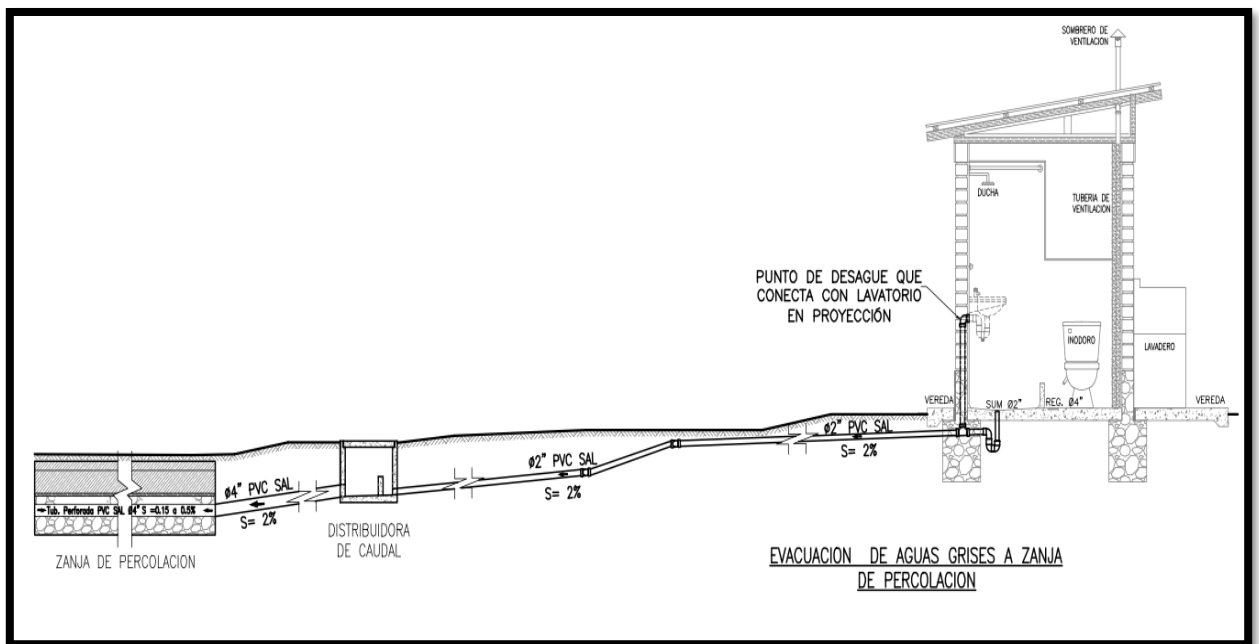 SOMBRERO DE
VENTILACION
DUCHA
TUBERIA DE
VENTILACION
PUNTO DE DESAGUE QUE
CONECTA CON LAVATORIO
EN PROYECCIÓN
INODORO
LAVADERO
VEREDA
SUM Ø2"
REG. Ø4"
VEREDA
Ø2" PVC SAL
S= 2%
Ø2" PVC SAL
S= 2%
Ø4" PVC SAL
S= 2%
Tub. Perforada PVC SAL Ø4" S =0.15 a 0.5%
DISTRIBUIDORA
DE CAUDAL
ZANJA DE PERCOLACION
EVACUACION DE AGUAS GRISES A ZANJA
DE PERCOLACION